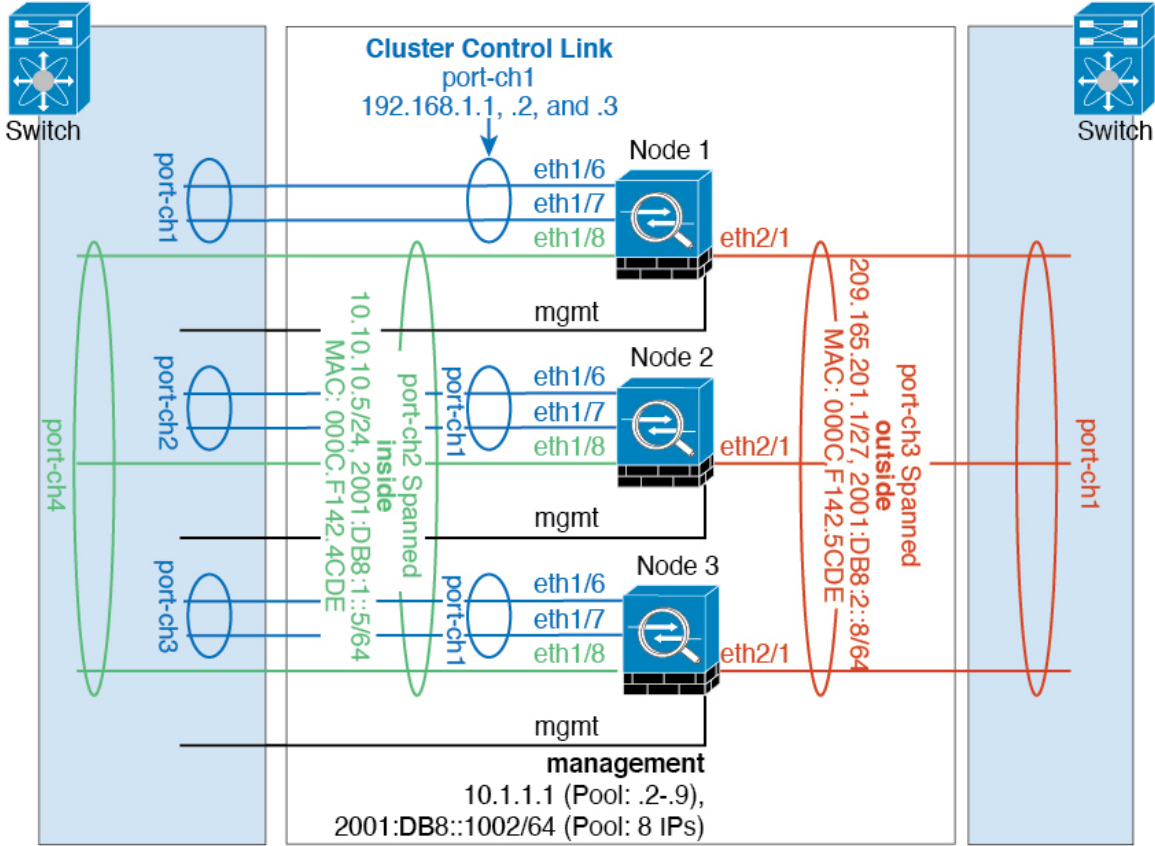 Switch
Switch
Cluster Control Link
port-ch1
192.168.1.1, .2, and .3
Node 1
port-ch1
eth1/6
eth1/7
eth1/8
eth2/1
mgmt
Node 2
port-ch2
port-ch1
eth1/6
eth1/7
eth1/8
eth2/1
mgmt
Node 3
port-ch3
port-ch1
eth1/6
eth1/7
eth1/8
eth2/1
mgmt
port-ch4
port-ch2 Spanned
inside
10.10.10.5/24, 2001:DB8:1::5/64
MAC: 000C.F142.4CDE
port-ch3 Spanned
outside
209.165.201.1/27, 2001:DB8:2::8/64
MAC: 000C.F142.5CDE
port-ch1
management
10.1.1.1 (Pool: .2-.9),
2001:DB8::1002/64 (Pool: 8 IPs)